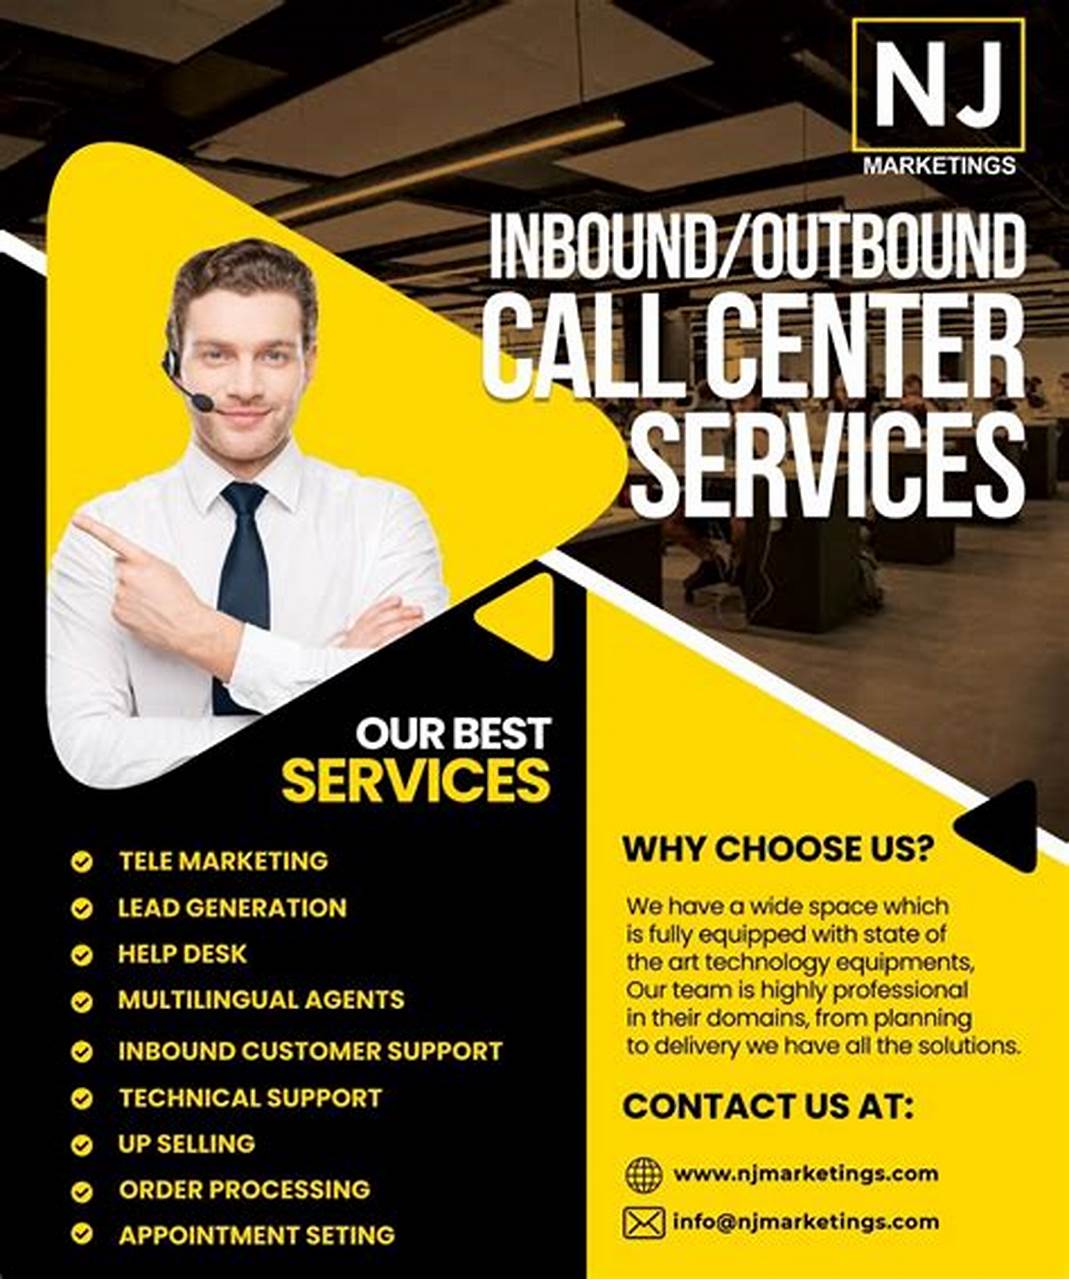 NJ
MARKETINGS
INBOUND/OUTBOUND
CALL CENTER
SERVICES
OUR BEST
SERVICES
TELE MARKETING
LEAD GENERATION
HELP DESK
MULTILINGUAL AGENTS
INBOUND CUSTOMER SUPPORT
TECHNICAL SUPPORT
UP SELLING
ORDER PROCESSING
APPOINTMENT SETING
WHY CHOOSE US?
We have a wide space which
is fully equipped with state of
the art technology equipments,
Our team is highly professional
in their domains, from planning
to delivery we have all the solutions.
CONTACT US AT:
www.njmarketings.com
info@njmarketings.com